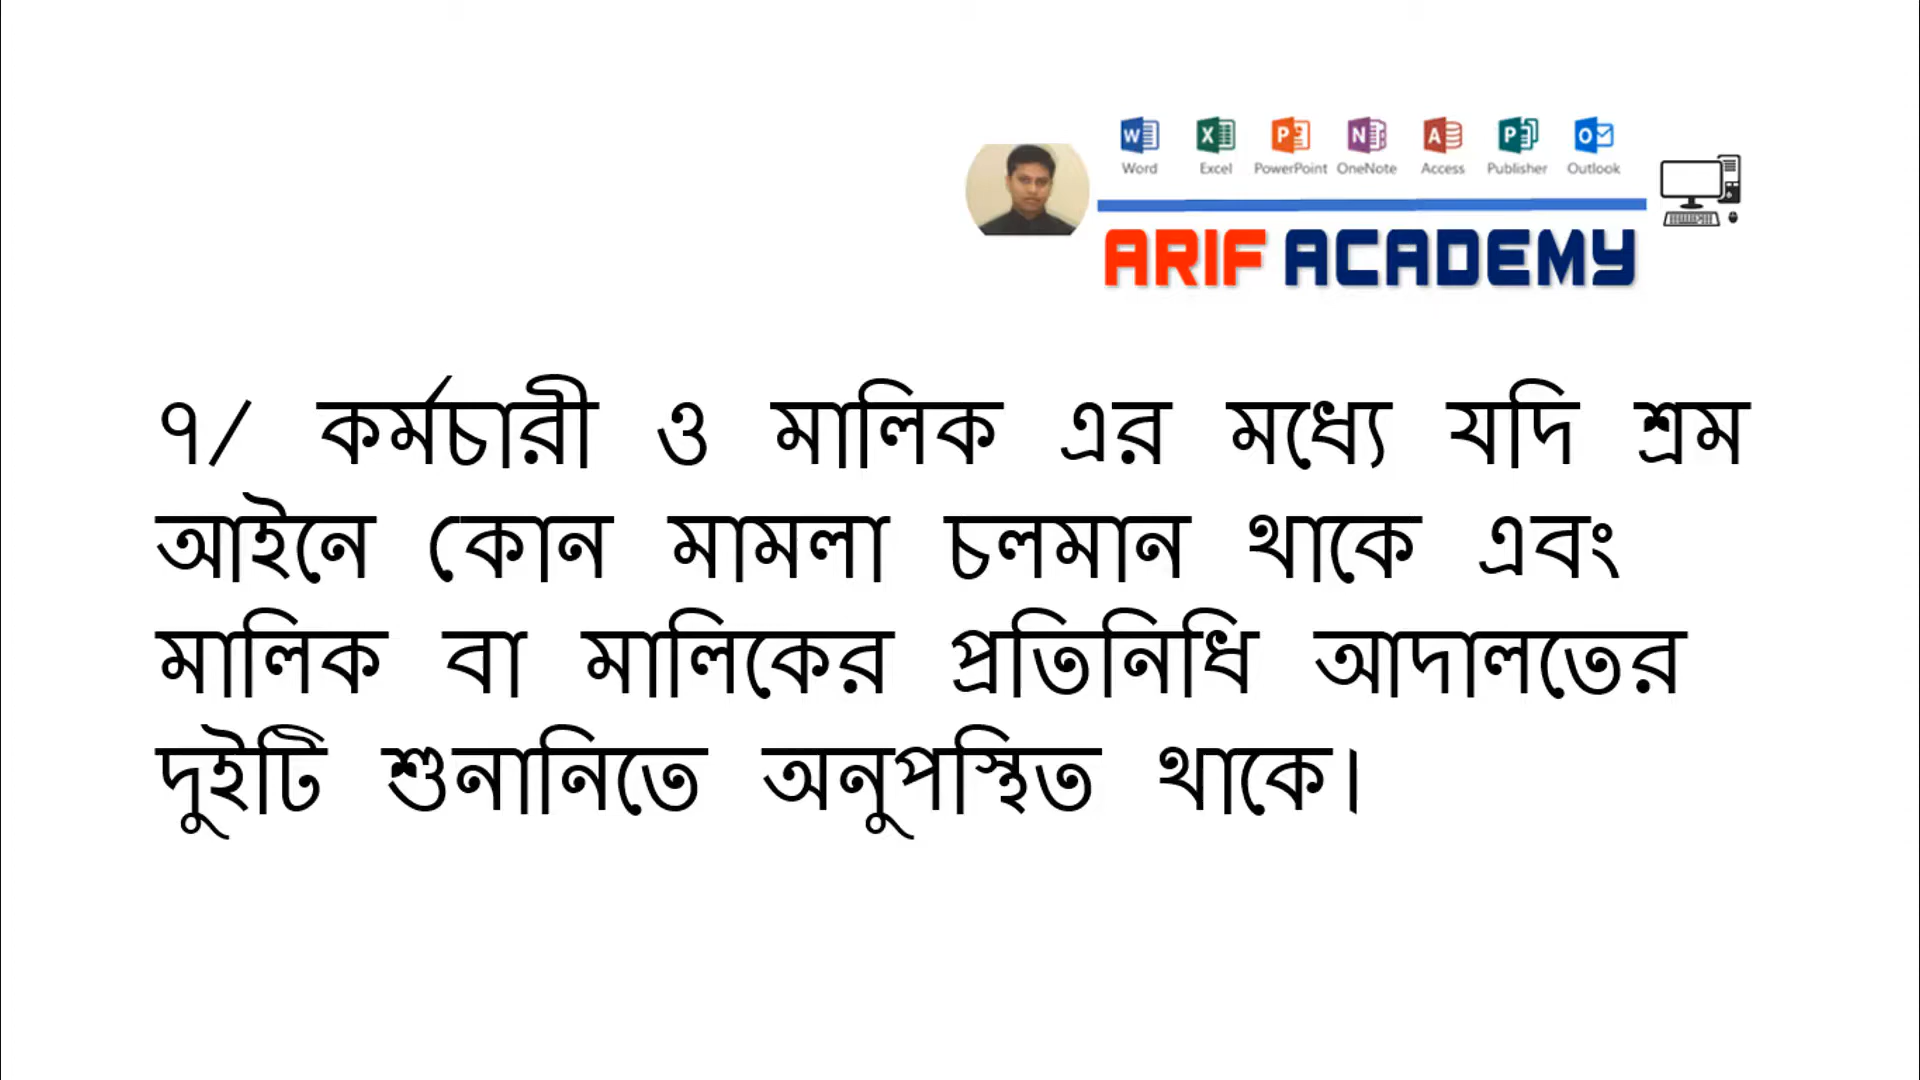 Word Excel PowerPoint OneNote Access Publisher Outlook
ARIF ACADEMY
৭/ কর্মচারী ও মালিক এর মধ্যে যদি শ্রম
আইনে কোন মামলা চলমান থাকে এবং
মালিক বা মালিকের প্রতিনিধি আদালতের
দুইটি শুনানিতে অনুপস্থিত থাকে।